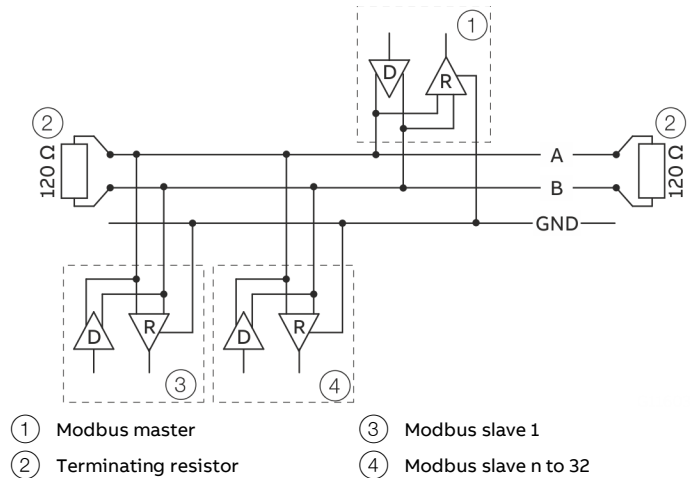 1
D R
2 2
120 Ω 120 Ω
A
B
GND
D R D R
3 4
1 Modbus master 3 Modbus slave 1
2 Terminating resistor 4 Modbus slave n to 32